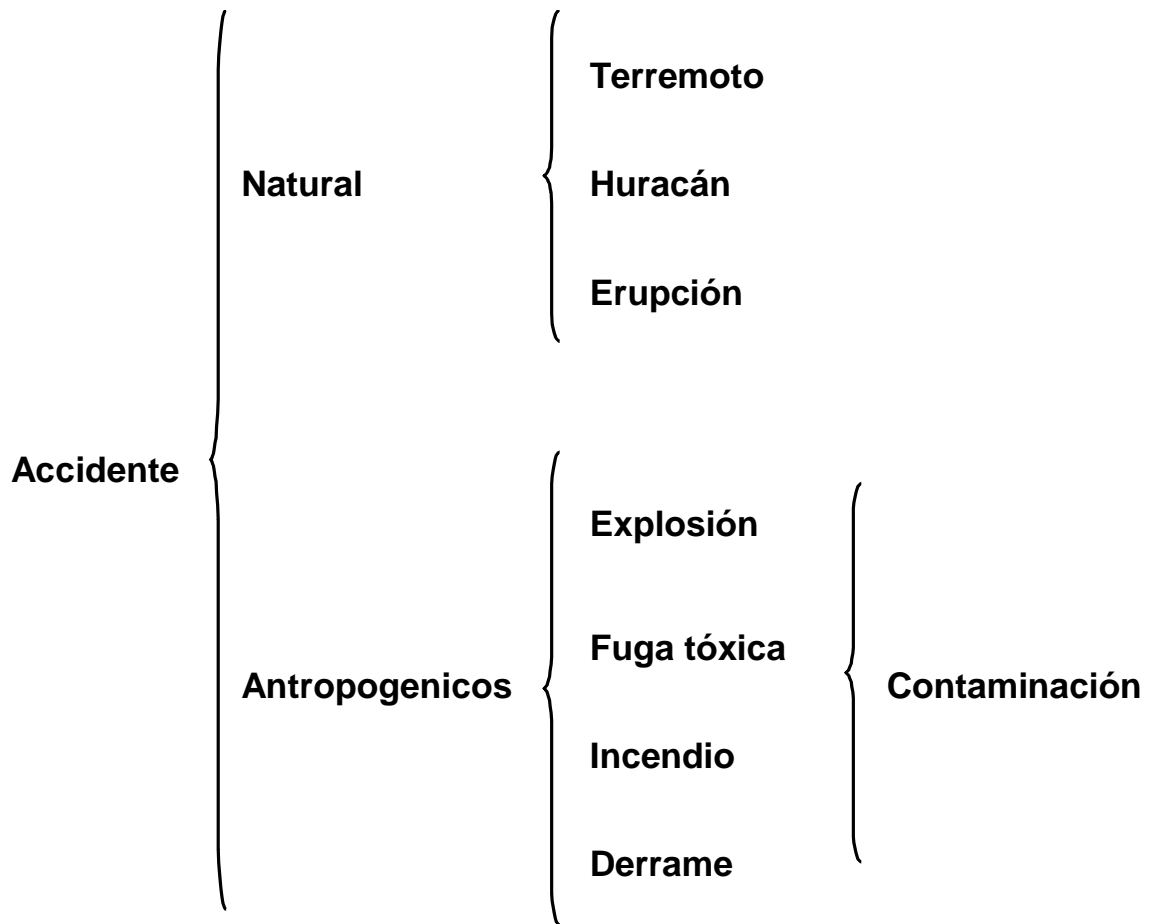 Terremoto
Natural
Huracán
Erupción
Accidente
Explosión
Fuga tóxica
Antropogenicos
Contaminación
Incendio
Derrame